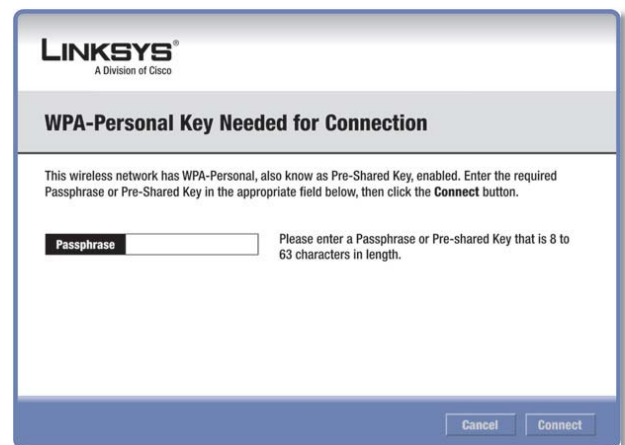 LINKSYS®
A Division of Cisco
WPA-Personal Key Needed for Connection
This wireless network has WPA-Personal, also know as Pre-Shared Key, enabled. Enter the required
Passphrase or Pre-Shared Key in the appropriate field below, then click the Connect button.
Passphrase
Please enter a Passphrase or Pre-shared Key that is 8 to
63 characters in length.
Cancel Connect